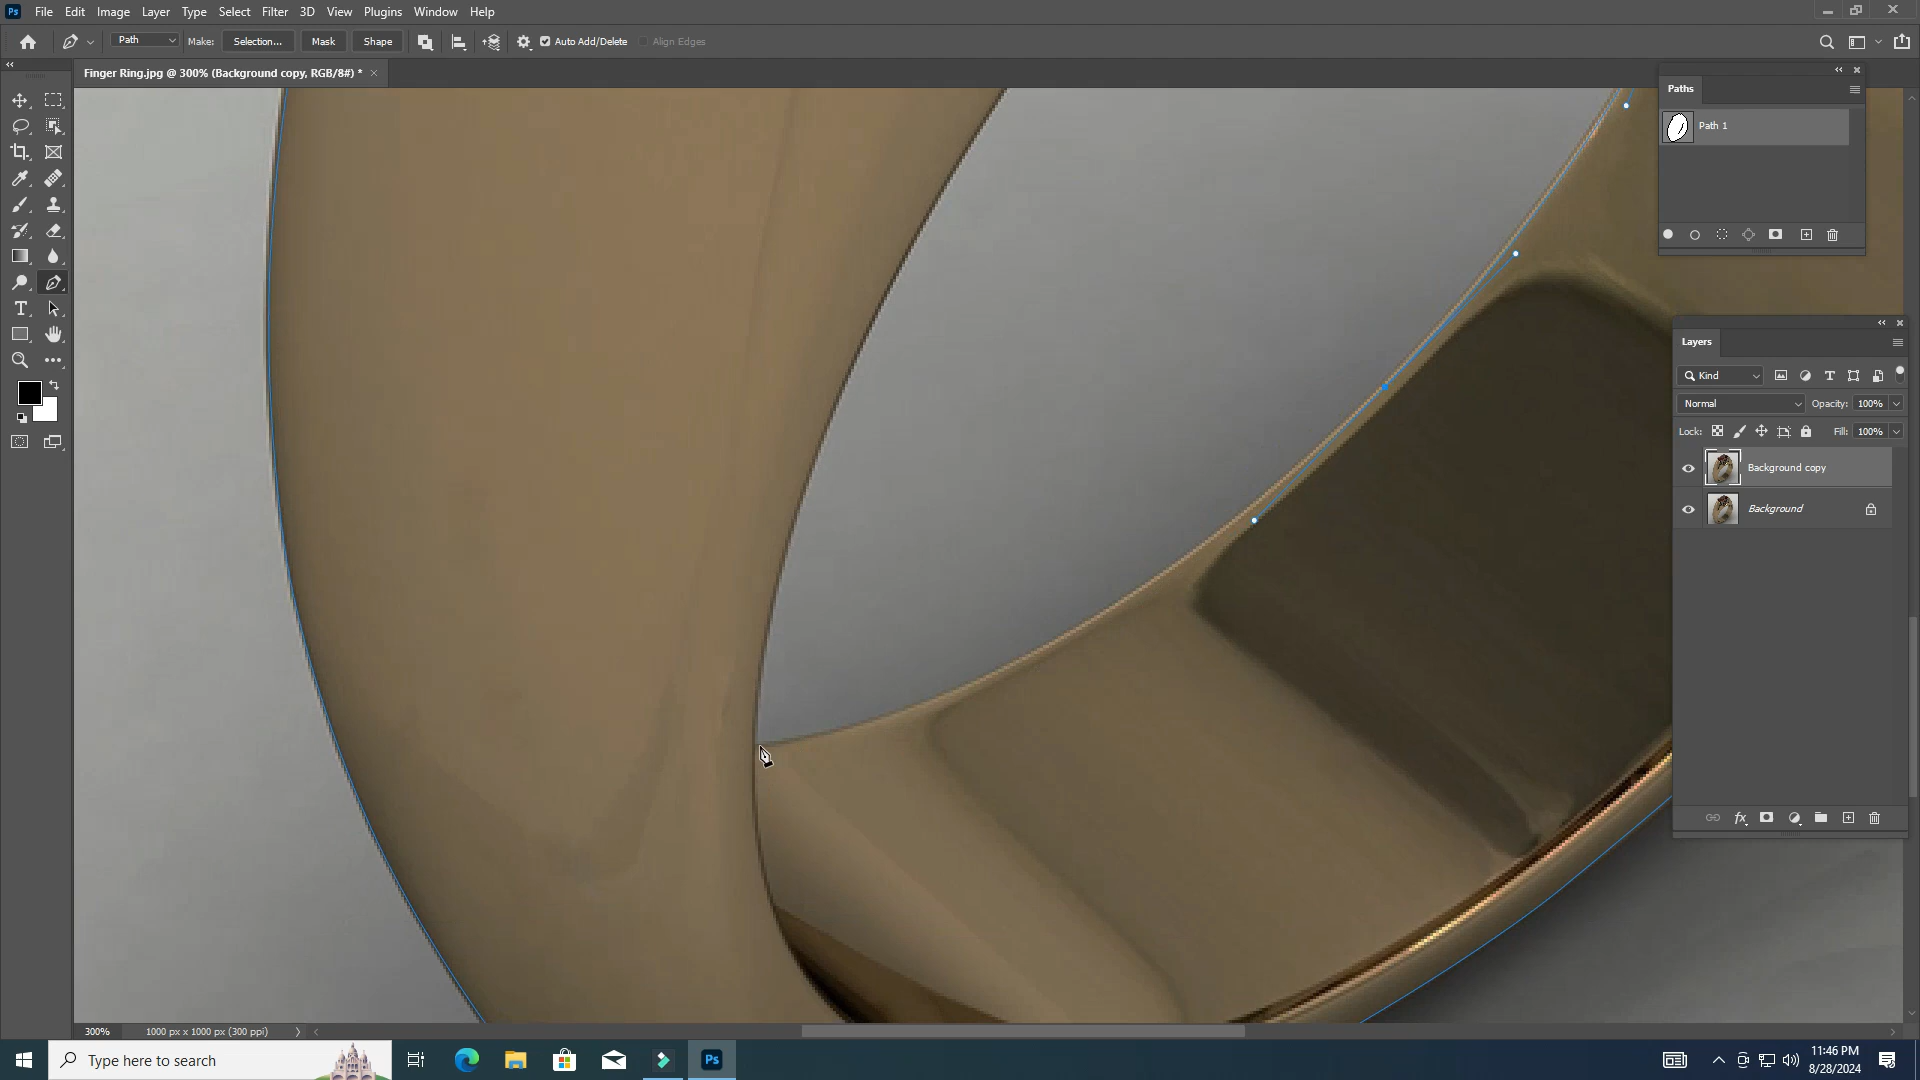 Ps File Edit Image Layer Type Select Filter 3D View Plugins Window Help
Path Make: Selection... Mask Shape Auto Add/Delete Align Edges
Finger Ring.jpg @ 300% (Background copy, RGB/8#) *
Paths
Path 1
Layers
Kind
Normal Opacity: 100%
Lock: Fill: 100%
Background copy
Background
fx
300% 1000 px x 1000 px (300 ppi)
Type here to search
Ps
11:46 PM
8/28/2024